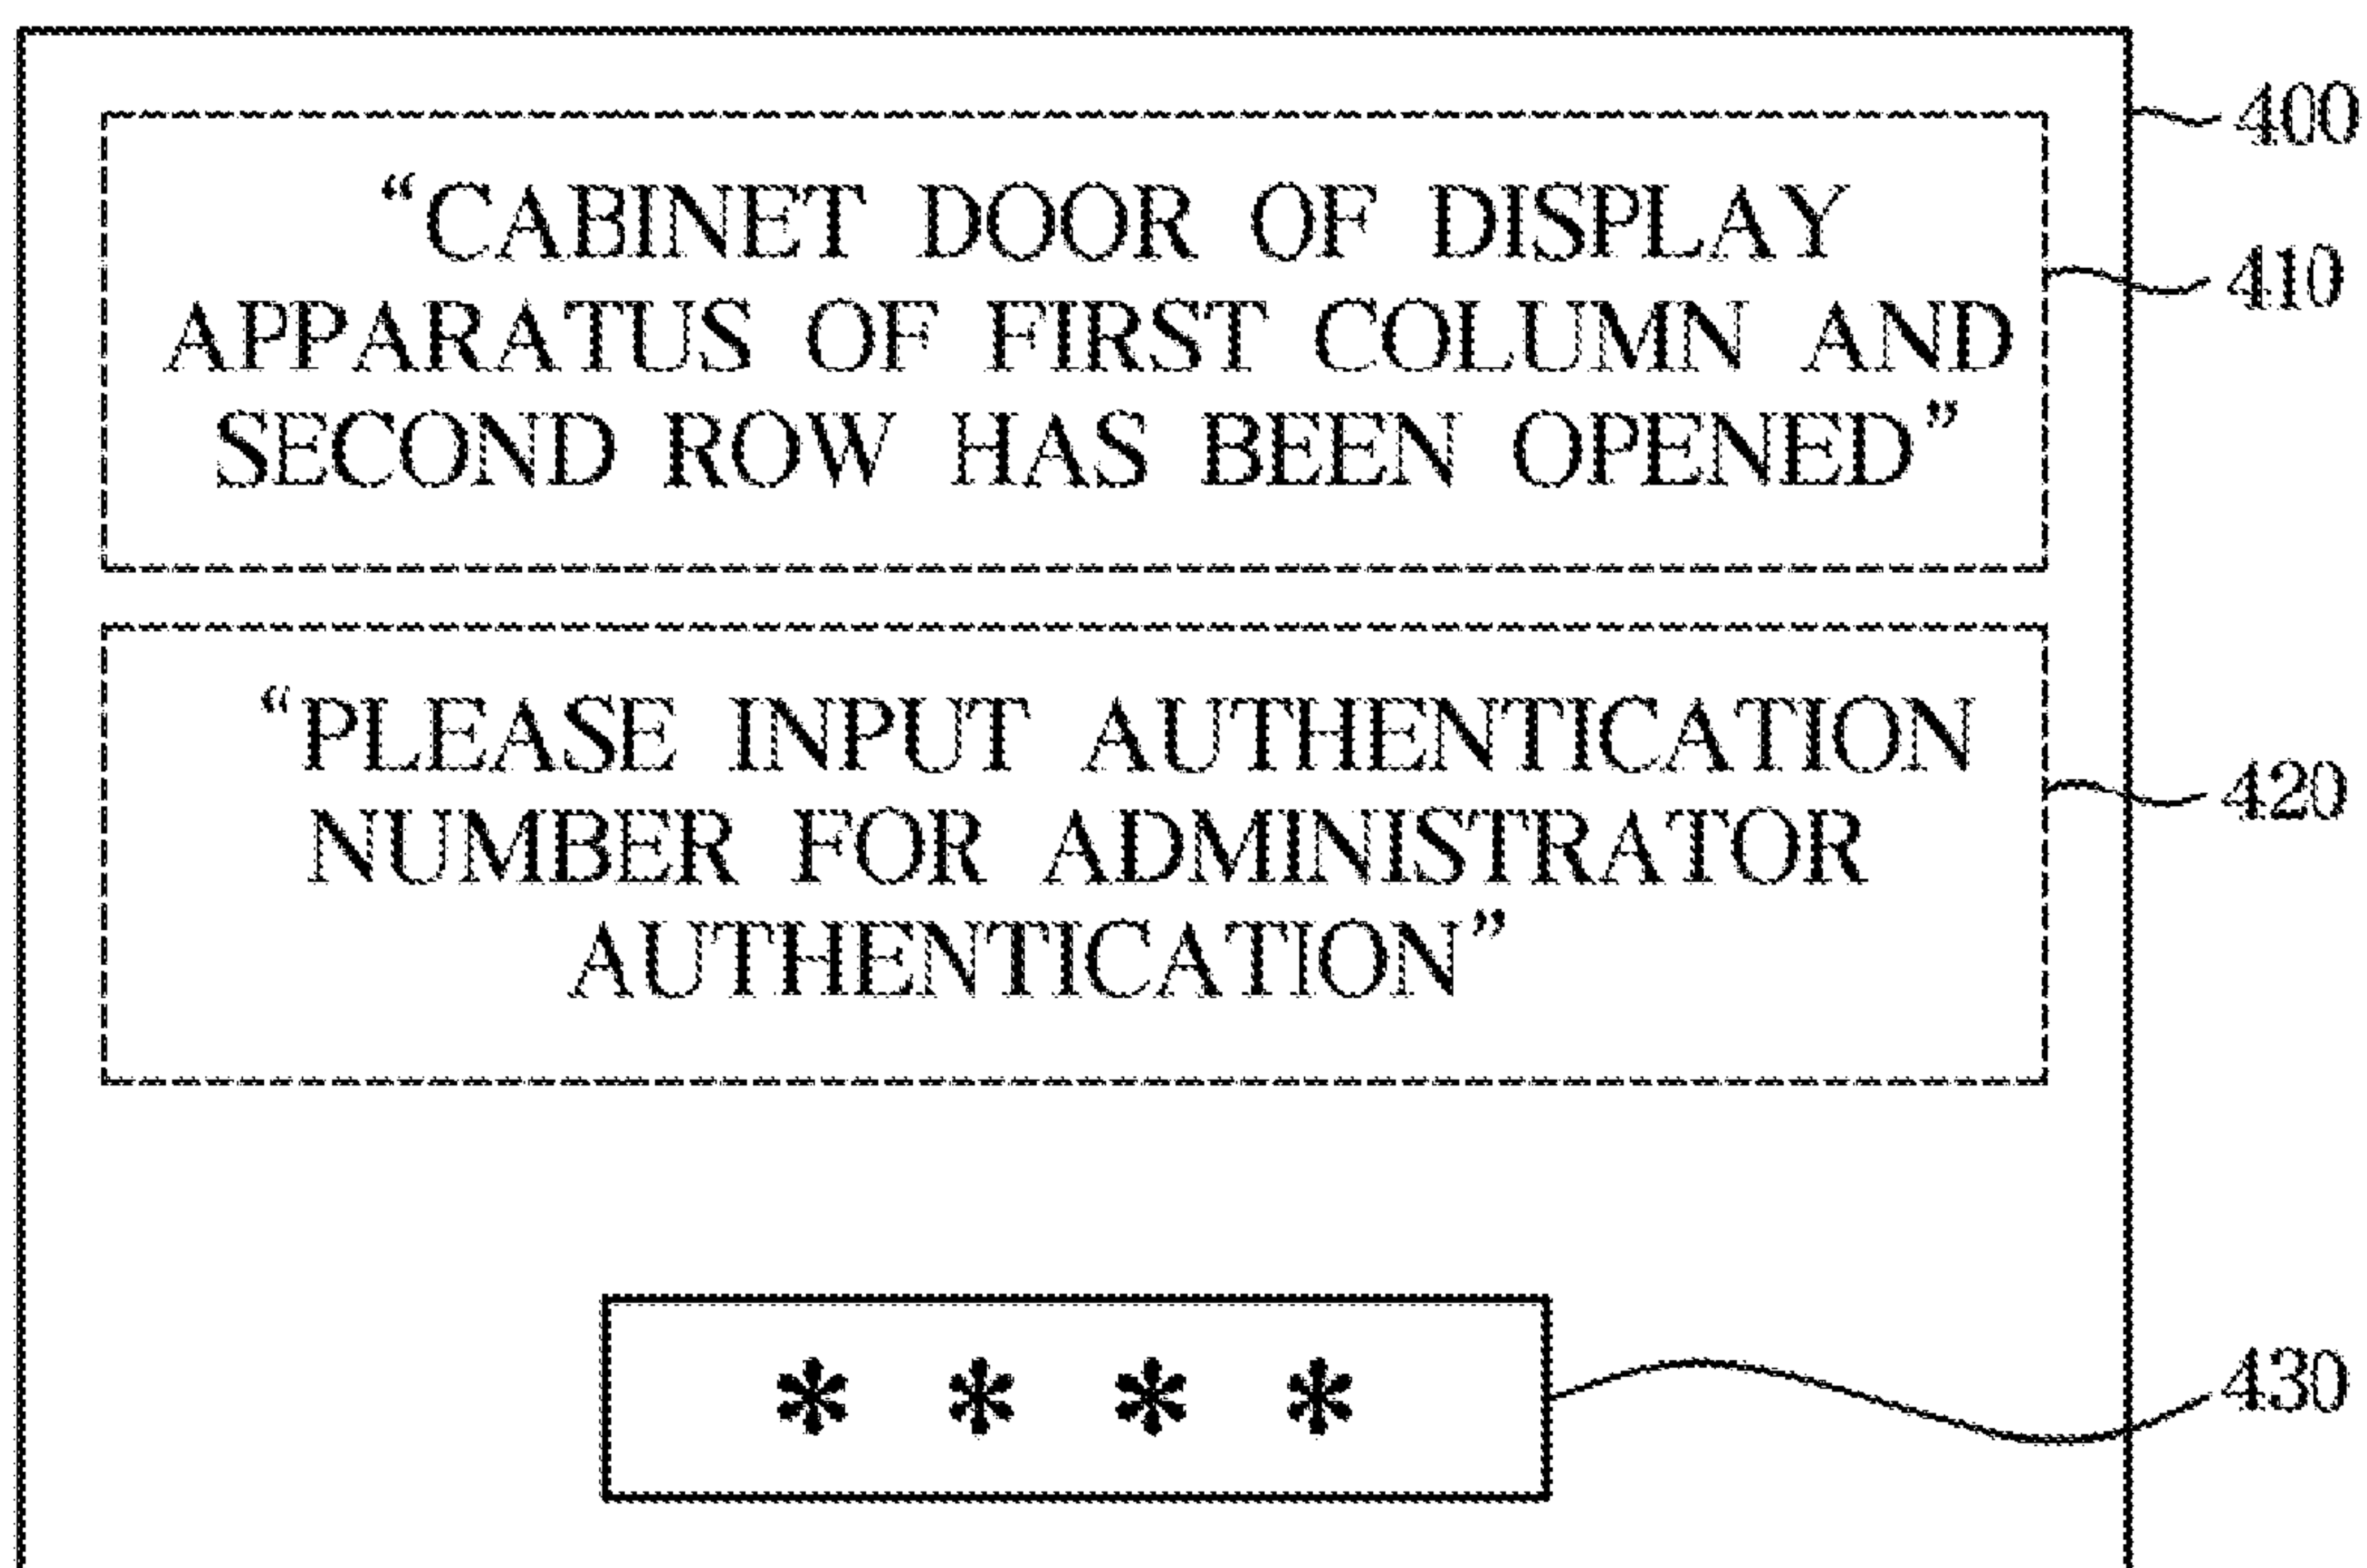 400
“CABINET DOOR OF DISPLAY
410
APPARATUS OF FIRST COLUMN AND
SECOND ROW HAS BEEN OPENED”
“PLEASE INPUT AUTHENTICATION
420
NUMBER FOR ADMINISTRATOR
AUTHENTICATION”
* * * *
430